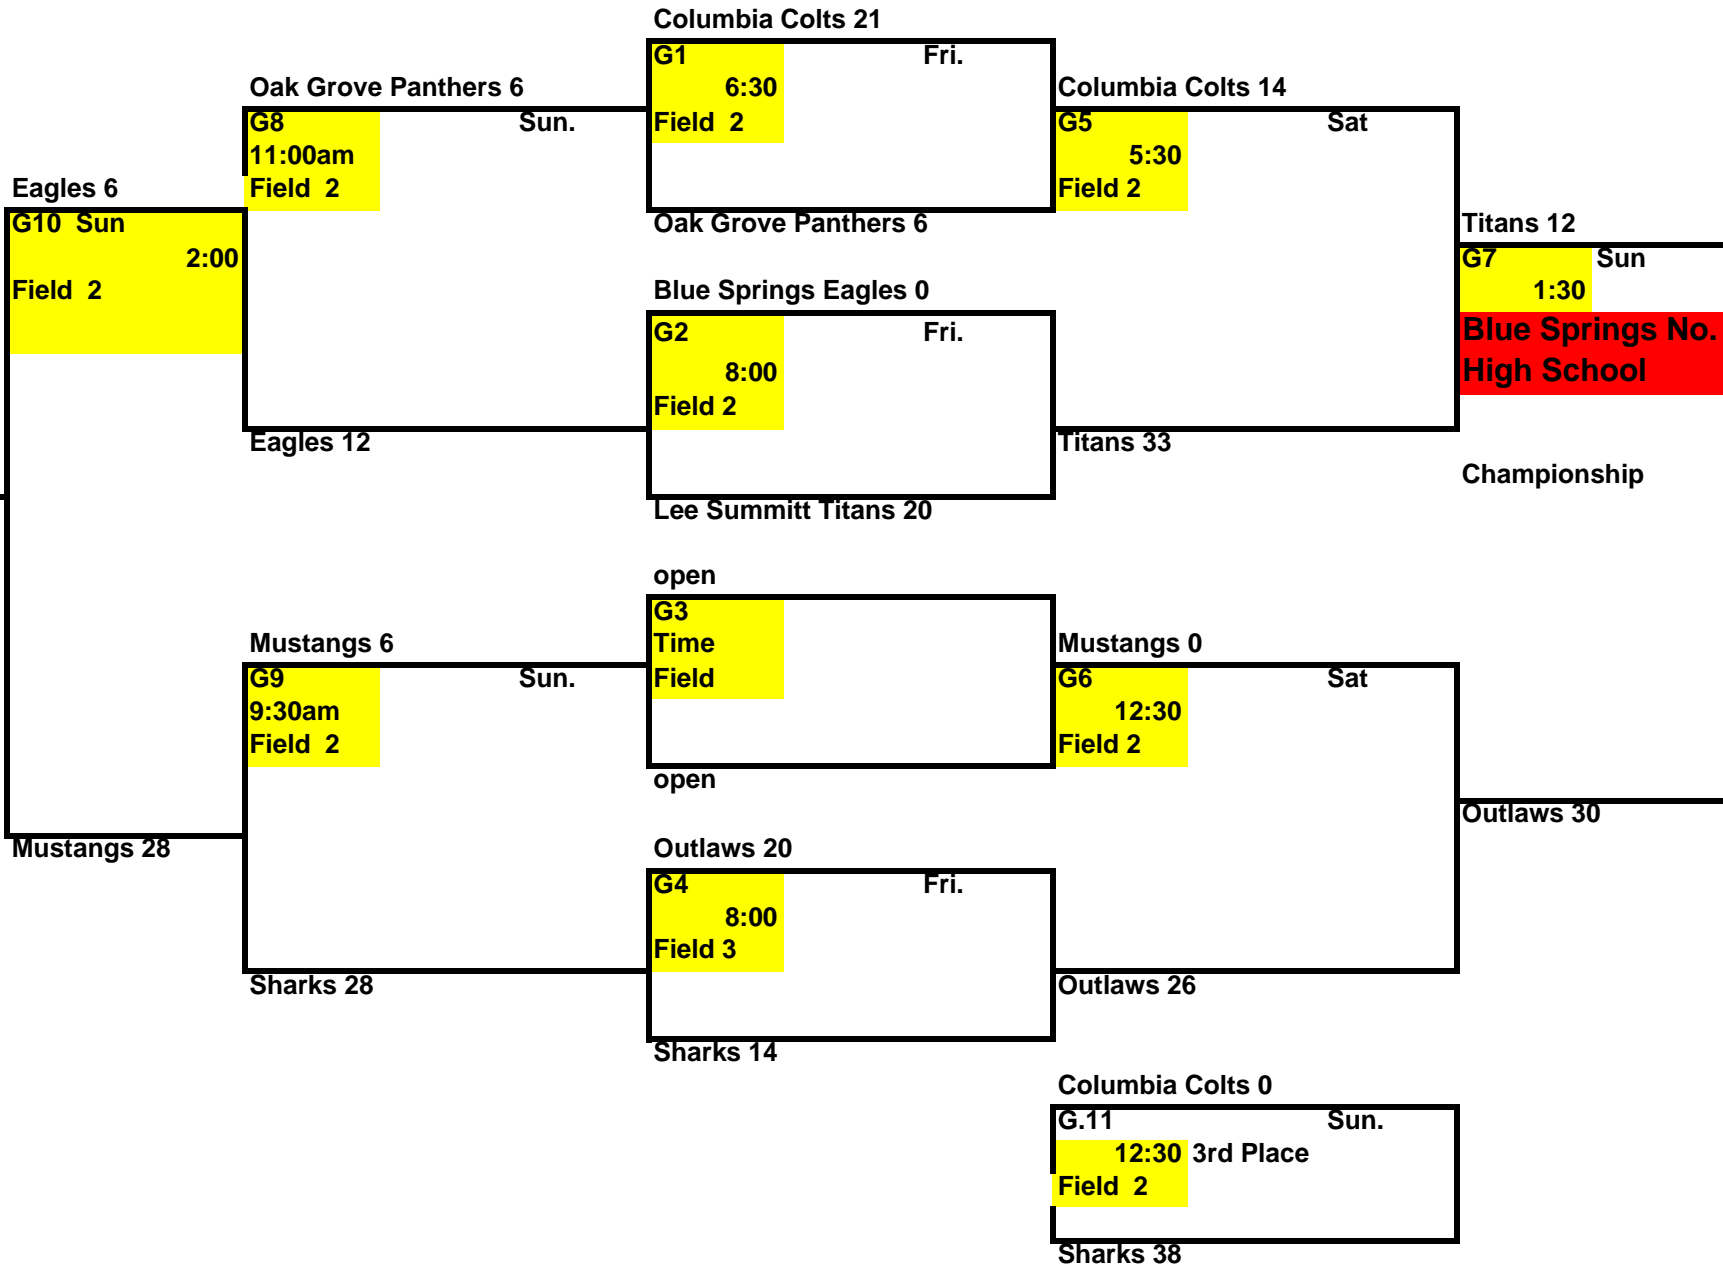 Columbia Colts 21
G1 Fri.
6:30
Field 2
Oak Grove Panthers 6
Oak Grove Panthers 6
G8 Sun.
11:00am
Field 2
Columbia Colts 14
G5 Sat
5:30
Field 2
Eagles 6
G10 Sun
2:00
Field 2
Titans 12
G7 Sun
1:30
Blue Springs No.
High School
Championship
Blue Springs Eagles 0
G2 Fri.
8:00
Field 2
Lee Summitt Titans 20
Eagles 12
Titans 33
open
G3
Time
Field
open
Mustangs 6
G9 Sun.
9:30am
Field 2
Mustangs 0
G6 Sat
12:30
Field 2
Outlaws 30
Mustangs 28
Outlaws 20
G4 Fri.
8:00
Field 3
Sharks 14
Sharks 28
Outlaws 26
Columbia Colts 0
G.11 Sun.
12:30 3rd Place
Field 2
Sharks 38